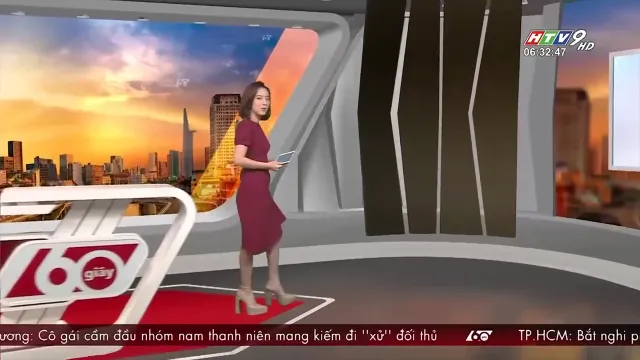 HTV9 HD
06:32:47
60 giây
ương: Cô gái cầm đầu nhóm nam thanh niên mang kiếm đi "xử" đối thủ 60 TP.HCM: Bắt nghi p